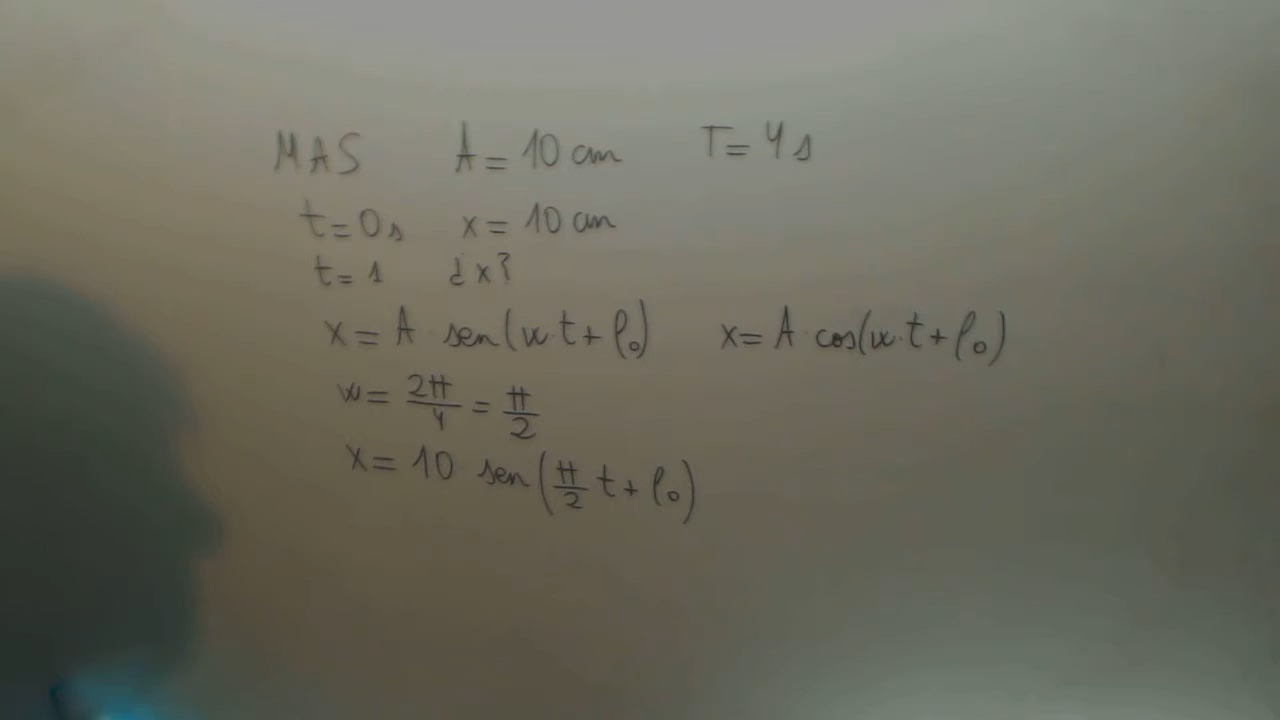 MAS A = 10 cm T = 4 s
t = 0 s x = 10 cm
t = 1 ¿x?
x = A sen(w·t + φ₀) x = A cos(w·t + φ₀)
w = 2π/4 = π/2
x = 10 sen(π/2 t + φ₀)